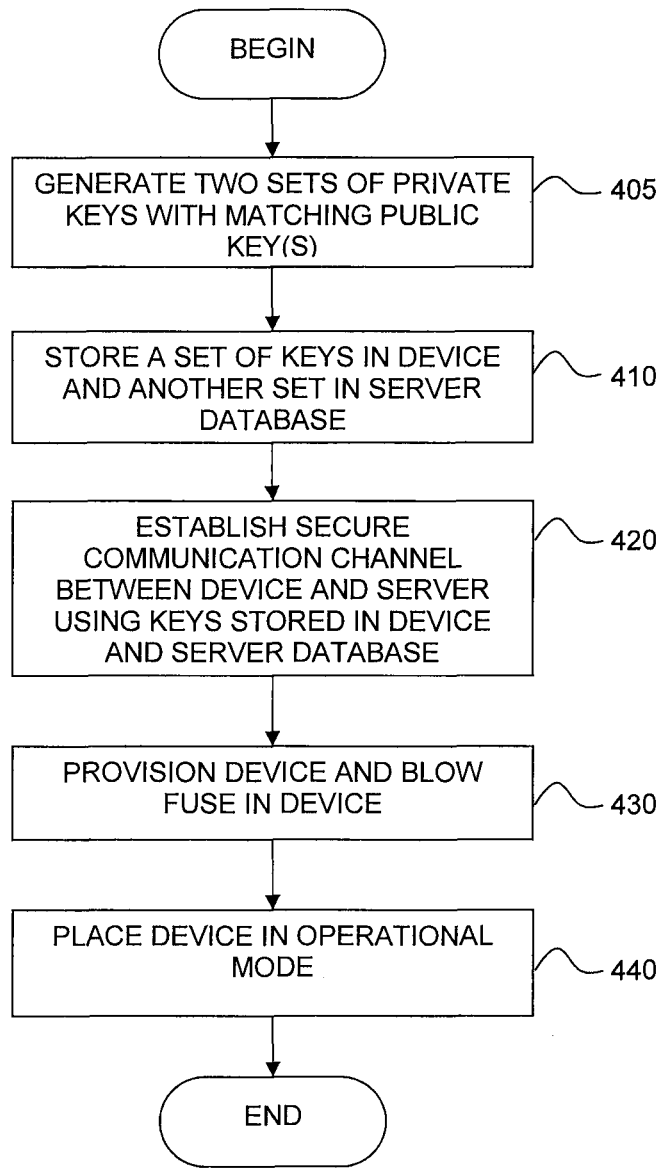 BEGIN
GENERATE TWO SETS OF PRIVATE
KEYS WITH MATCHING PUBLIC
KEY(S)
405
STORE A SET OF KEYS IN DEVICE
AND ANOTHER SET IN SERVER
DATABASE
410
ESTABLISH SECURE
COMMUNICATION CHANNEL
BETWEEN DEVICE AND SERVER
USING KEYS STORED IN DEVICE
AND SERVER DATABASE
420
PROVISION DEVICE AND BLOW
FUSE IN DEVICE
430
PLACE DEVICE IN OPERATIONAL
MODE
440
END